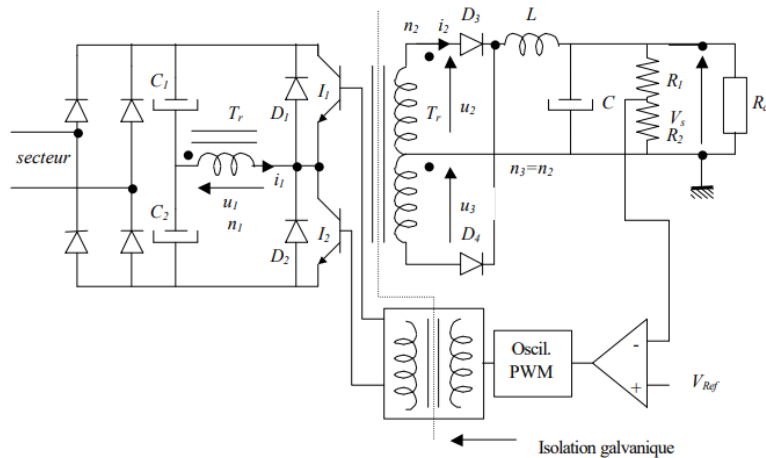 n2
D3
i2
L
C1
I1
R1
D1
Tr
u2
Tr
C
Vs
R2
Rc
secteur
i1
n3=n2
C2
u1
n1
I2
u3
D2
D4
Oscil.
PWM
-
+
VRef
Isolation galvanique